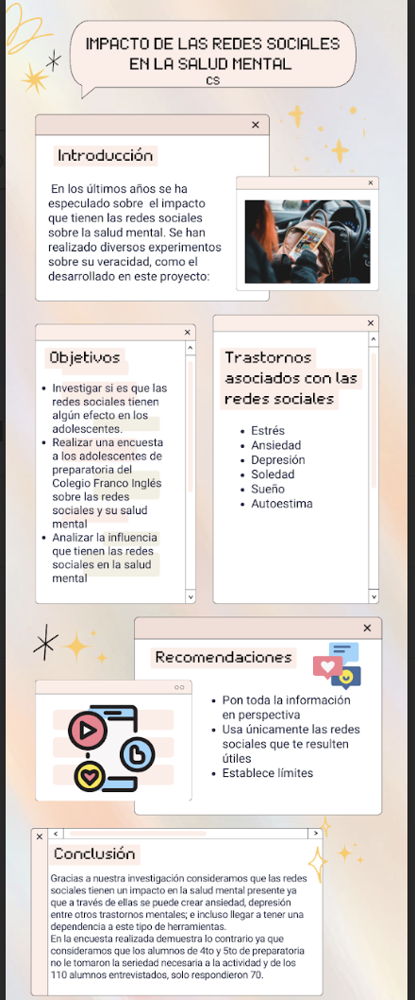 IMPACTO DE LAS REDES SOCIALES
EN LA SALUD MENTAL
CS
Introducción
En los últimos años se ha
especulado sobre el impacto
que tienen las redes sociales
sobre la salud mental. Se han
realizado diversos experimentos
sobre su veracidad, como el
desarrollado en este proyecto:
Objetivos
• Investigar si es que las
redes sociales tienen
algún efecto en los
adolescentes.
• Realizar una encuesta
a los adolescentes de
preparatoria del
Colegio Franco Inglés
sobre las redes
sociales y su salud
mental
• Analizar la influencia
que tienen las redes
sociales en la salud
mental
Trastornos
asociados con las
redes sociales
• Estrés
• Ansiedad
• Depresión
• Soledad
• Sueño
• Autoestima
Recomendaciones
• Pon toda la información
en perspectiva
• Usa únicamente las redes
sociales que te resulten
útiles
• Establece límites
Conclusión
Gracias a nuestra investigación consideramos que las redes
sociales tienen un impacto en la salud mental presente ya
que a través de ellas se puede crear ansiedad, depresión
entre otros trastornos mentales; e incluso llegar a tener una
dependencia a este tipo de herramientas.
En la encuesta realizada demuestra lo contrario ya que
consideramos que los alumnos de 4to y 5to de preparatoria
no le tomaron la seriedad necesaria a la actividad y de los
110 alumnos entrevistados, solo respondieron 70.